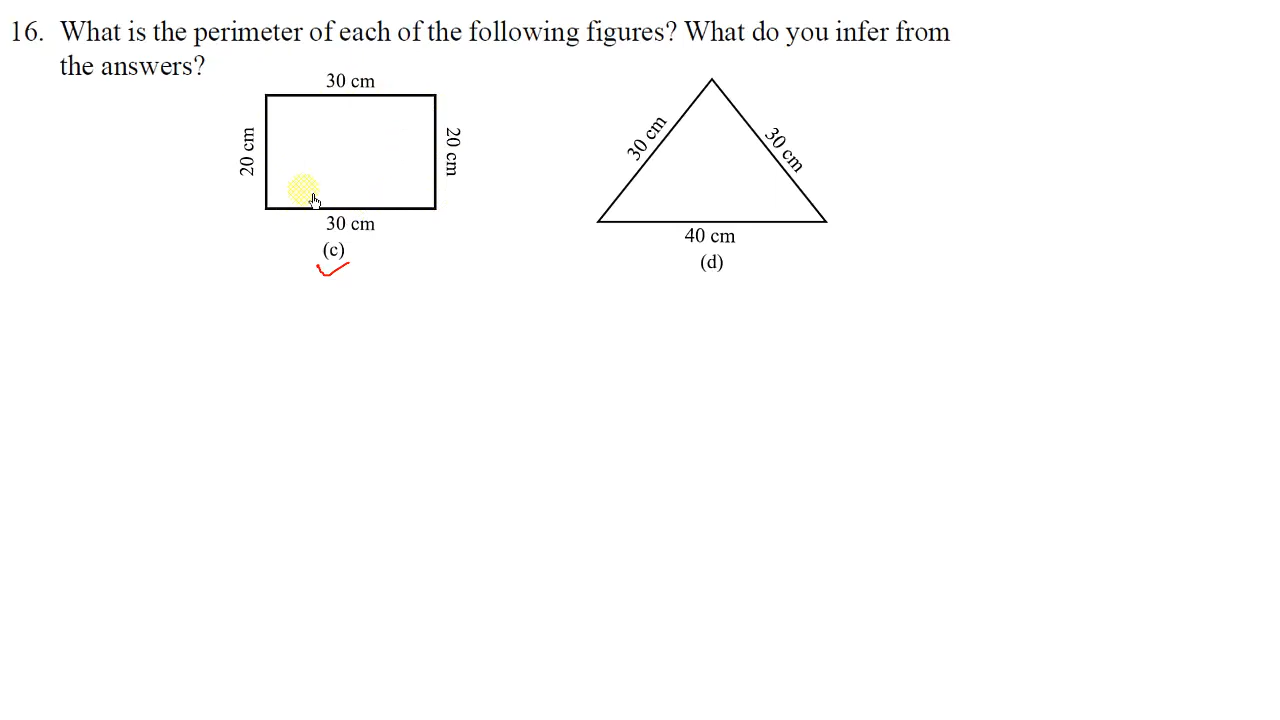 16. What is the perimeter of each of the following figures? What do you infer from
the answers?
30 cm
20 cm
20 cm
30 cm
(c)
30 cm
30 cm
40 cm
(d)